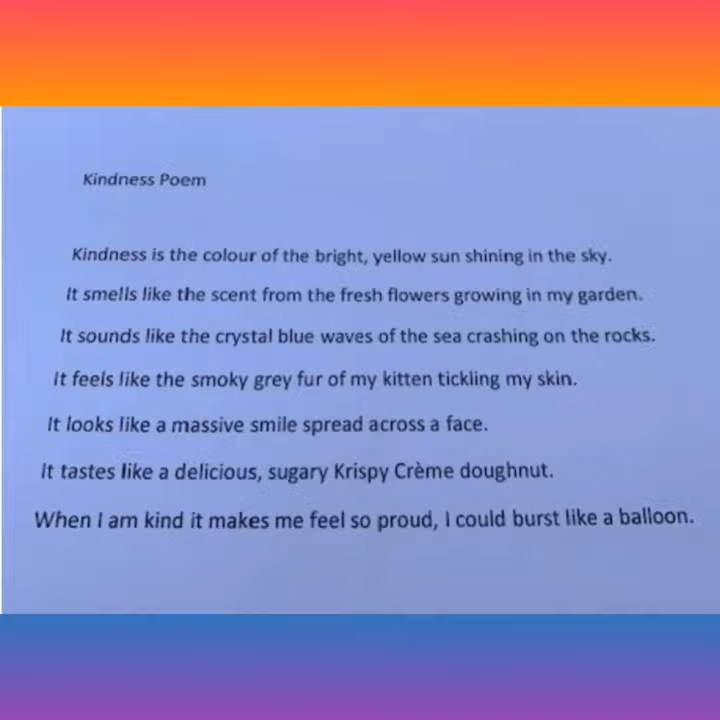 Kindness Poem
Kindness is the colour of the bright, yellow sun shining in the sky.
It smells like the scent from the fresh flowers growing in my garden.
It sounds like the crystal blue waves of the sea crashing on the rocks.
It feels like the smoky grey fur of my kitten tickling my skin.
It looks like a massive smile spread across a face.
It tastes like a delicious, sugary Krispy Crème doughnut.
When I am kind it makes me feel so proud, I could burst like a balloon.